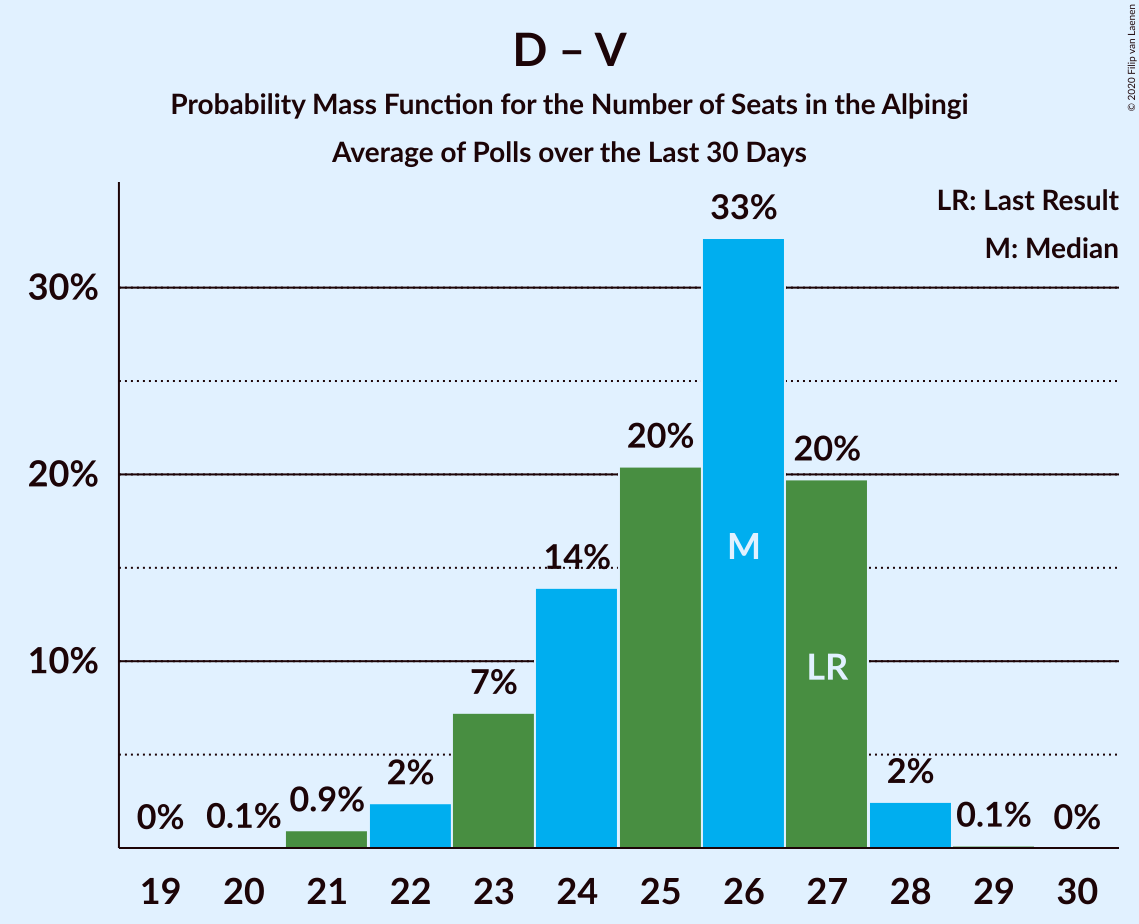 D – V
Probability Mass Function for the Number of Seats in the Alþingi
Average of Polls over the Last 30 Days
© 2020 Filip van Laenen
LR: Last Result
M: Median
30%
20%
10%
0%
0.1%
0.9%
2%
7%
14%
20%
33%
20%
2%
0.1%
0%
M
LR
19 20 21 22 23 24 25 26 27 28 29 30